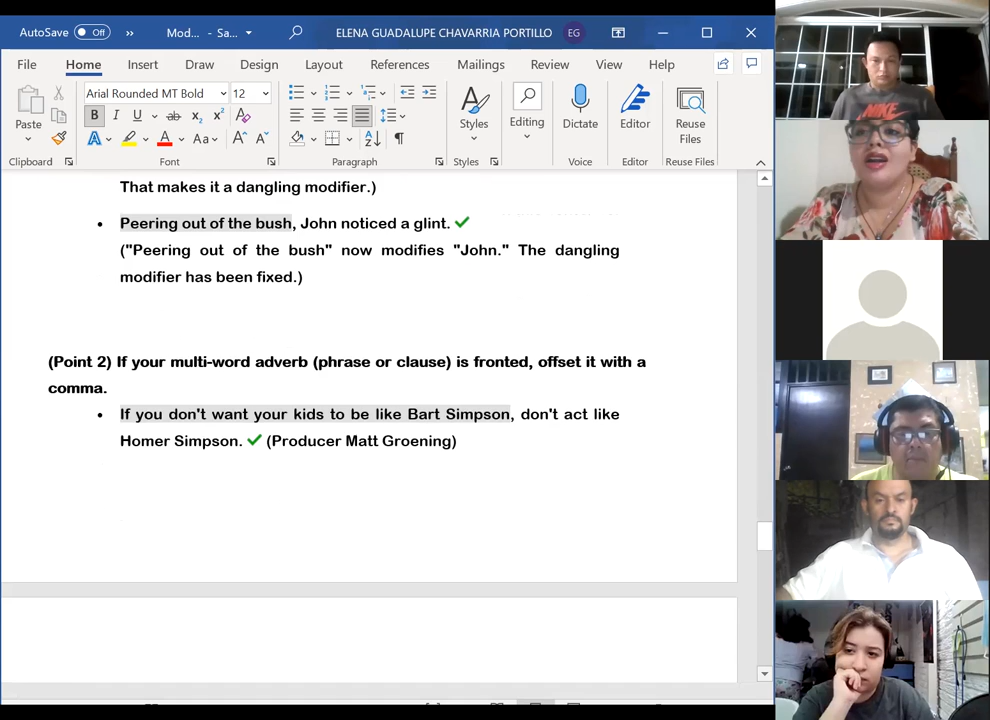 AutoSave Off Mod... - Sa... ELENA GUADALUPE CHAVARRIA PORTILLO EG
File Home Insert Draw Design Layout References Mailings Review View Help
Arial Rounded MT Bold 12
Paste B I U ab x₂ x² A Styles Editing Dictate Editor Reuse Files
A A Aa A A
Clipboard Font Paragraph Styles Voice Editor Reuse Files
That makes it a dangling modifier.)
• Peering out of the bush, John noticed a glint. ✔
("Peering out of the bush" now modifies "John." The dangling
modifier has been fixed.)
(Point 2) If your multi-word adverb (phrase or clause) is fronted, offset it with a
comma.
• If you don't want your kids to be like Bart Simpson, don't act like
Homer Simpson. ✔ (Producer Matt Groening)
NIKE